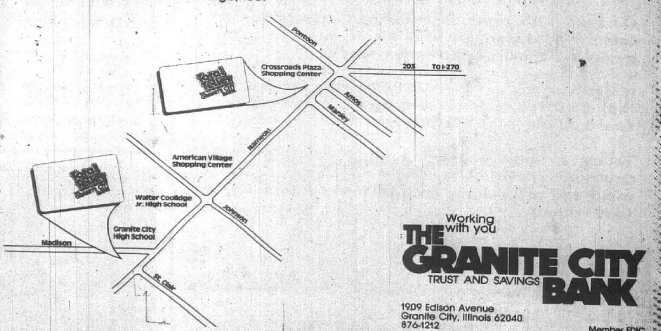 Pontoon
Crossroads Plaza
Shopping Center
203 To I-270
Amos
Manley
Nameoki
American Village
Shopping Center
Walter Coolidge
Jr. High School
Johnson
Granite City
High School
Madison
St. Clair
Working
with you
THE
GRANITE CITY
TRUST AND SAVINGS
BANK
1909 Edison Avenue
Granite City, Illinois 62040
876-1212
Member FDIC